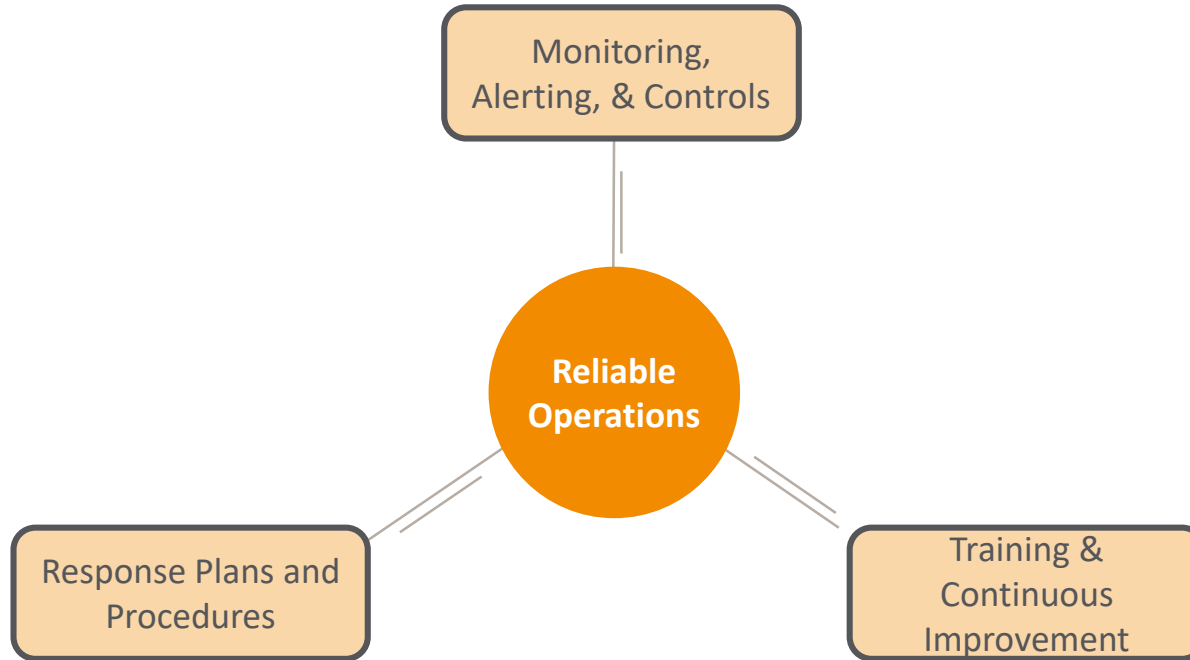 Monitoring,
Alerting, & Controls
Reliable
Operations
Response Plans and
Procedures
Training &
Continuous
Improvement